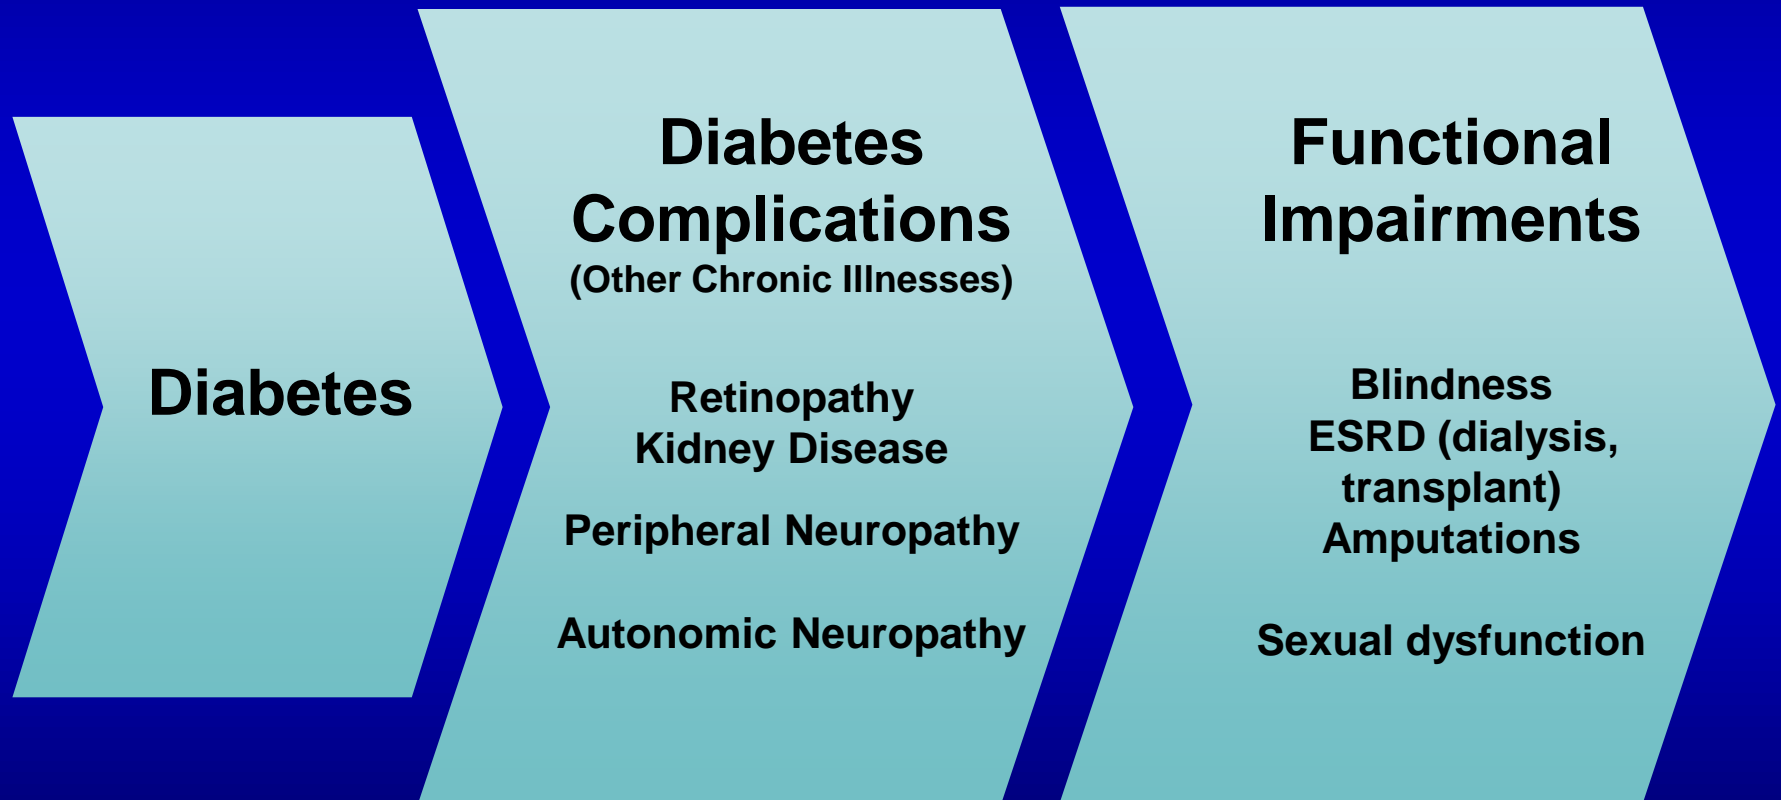 Diabetes
Diabetes
Complications
(Other Chronic Illnesses)
Retinopathy
Kidney Disease
Peripheral Neuropathy
Autonomic Neuropathy
Functional
Impairments
Blindness
ESRD (dialysis,
transplant)
Amputations
Sexual dysfunction